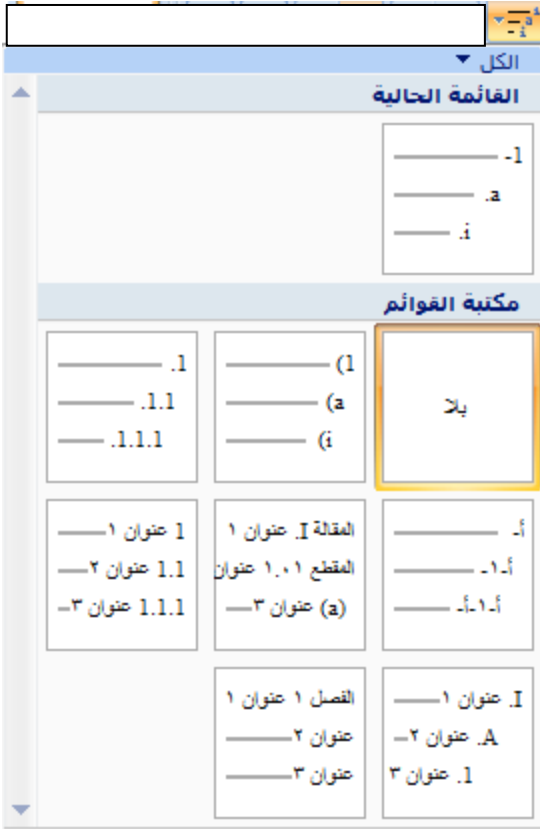 الكل
القائمة الحالية
1-
a.
i.
مكتبة القوائم
بلا
1)
a)
i)
1.
1.1.
1.1.1.
أ-
أ-١-
أ-١-أ-
المقالة I. عنوان ١
المقطع ١.٠١ عنوان
(a) عنوان ٣
1 عنوان ١
1.1 عنوان ٢
1.1.1 عنوان ٣
I. عنوان ١
A. عنوان ٢
1. عنوان ٣
الفصل ١ عنوان ١
عنوان ٢
عنوان ٣